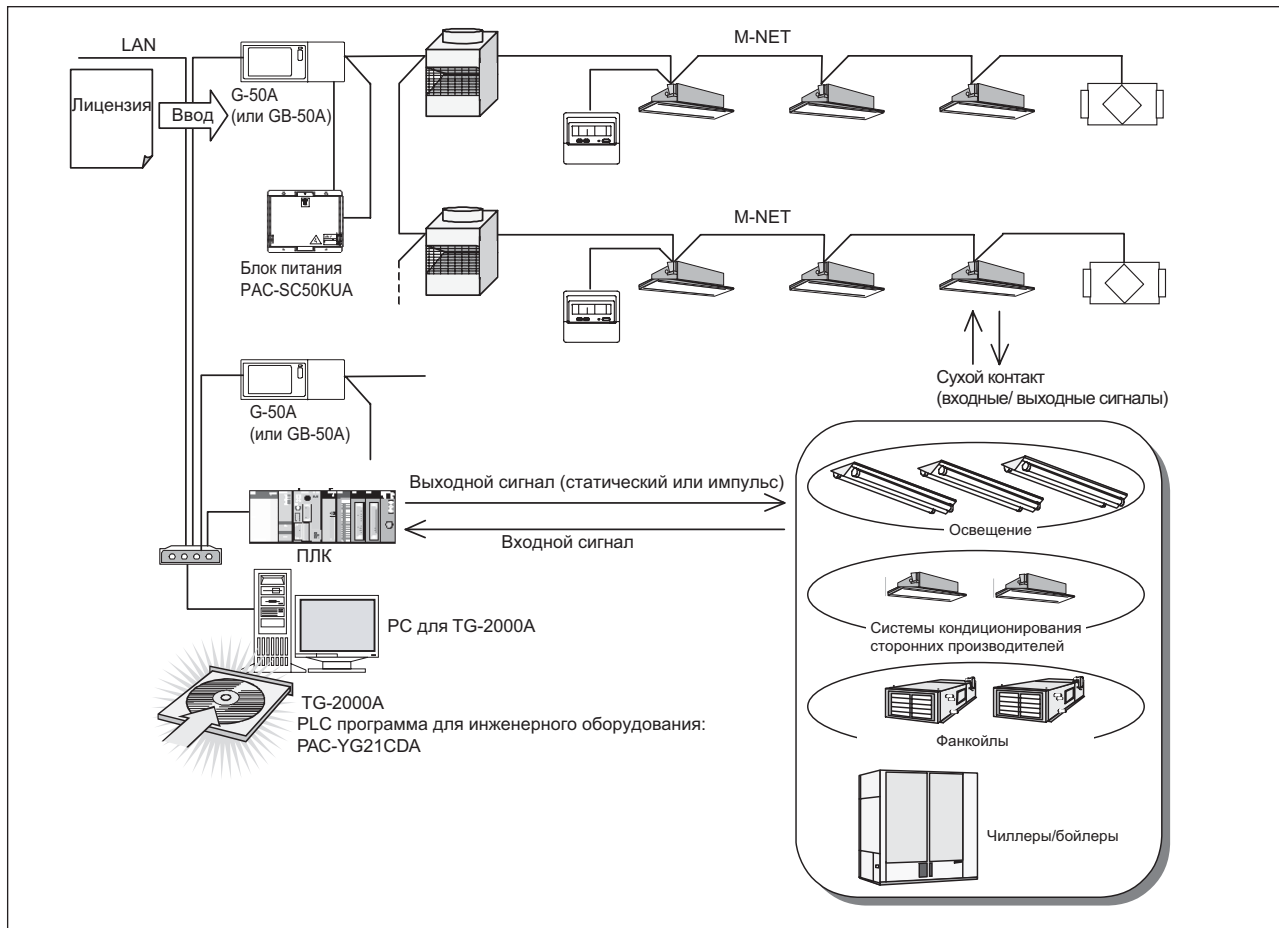 LAN
M-NET
Лицензия
Ввод
G-50A
(или GB-50A)
M-NET
Блок питания
PAC-SC50KUA
Сухой контакт
(входные/ выходные сигналы)
G-50A
(или GB-50A)
Выходной сигнал (статический или импульс)
Входной сигнал
ПЛК
Освещение
PC для TG-2000A
Системы кондиционирования
сторонних производителей
TG-2000A
PLC программа для инженерного оборудования:
PAC-YG21CDA
Фанкойлы
Чиллеры/бойлеры